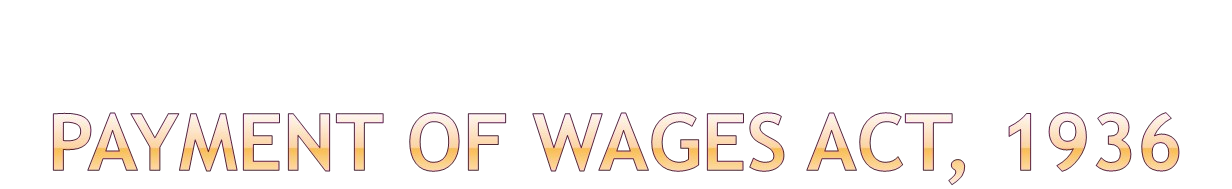 PAYMENT OF WAGES ACT, 1936